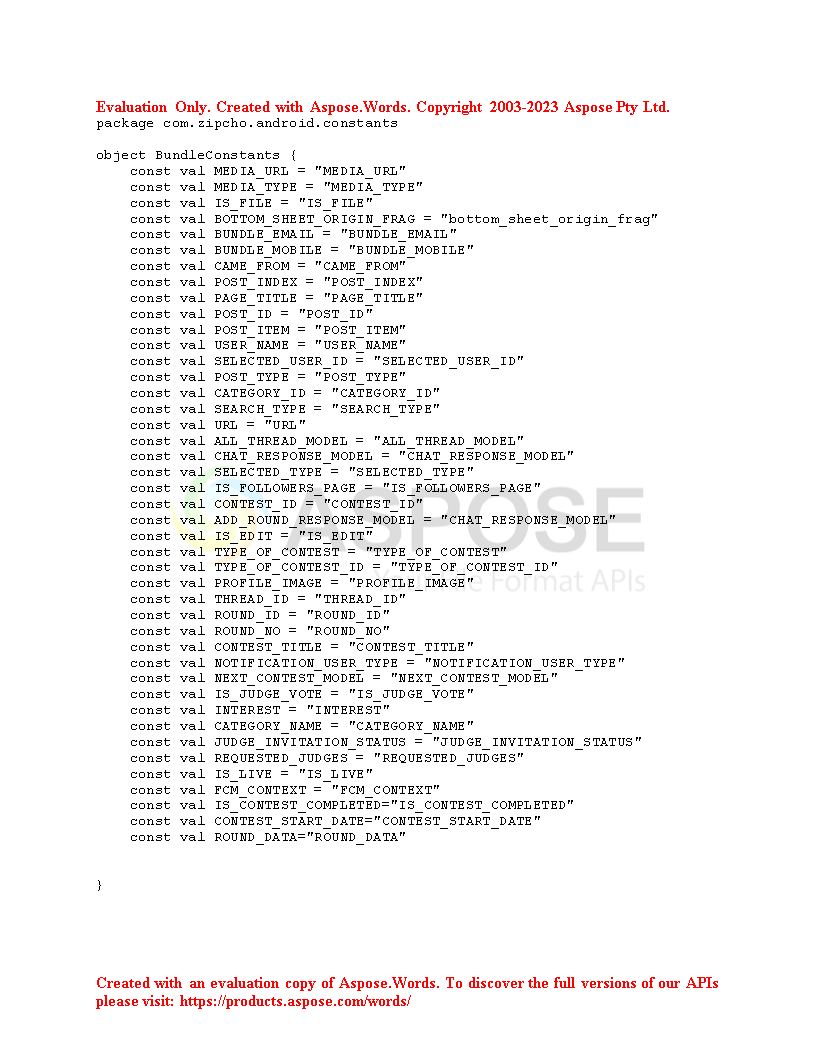 Evaluation Only. Created with Aspose.Words. Copyright 2003-2023 Aspose Pty Ltd.
package com.zipcho.android.constants
object BundleConstants {
    const val MEDIA_URL = "MEDIA_URL"
    const val MEDIA_TYPE = "MEDIA_TYPE"
    const val IS_FILE = "IS_FILE"
    const val BOTTOM_SHEET_ORIGIN_FRAG = "bottom_sheet_origin_frag"
    const val BUNDLE_EMAIL = "BUNDLE_EMAIL"
    const val BUNDLE_MOBILE = "BUNDLE_MOBILE"
    const val CAME_FROM = "CAME_FROM"
    const val POST_INDEX = "POST_INDEX"
    const val PAGE_TITLE = "PAGE_TITLE"
    const val POST_ID = "POST_ID"
    const val POST_ITEM = "POST_ITEM"
    const val USER_NAME = "USER_NAME"
    const val SELECTED_USER_ID = "SELECTED_USER_ID"
    const val POST_TYPE = "POST_TYPE"
    const val CATEGORY_ID = "CATEGORY_ID"
    const val SEARCH_TYPE = "SEARCH_TYPE"
    const val URL = "URL"
    const val ALL_THREAD_MODEL = "ALL_THREAD_MODEL"
    const val CHAT_RESPONSE_MODEL = "CHAT_RESPONSE_MODEL"
    const val SELECTED_TYPE = "SELECTED_TYPE"
    const val IS_FOLLOWERS_PAGE = "IS_FOLLOWERS_PAGE"
    const val CONTEST_ID = "CONTEST_ID"
    const val ADD_ROUND_RESPONSE_MODEL = "CHAT_RESPONSE_MODEL"
    const val IS_EDIT = "IS_EDIT"
    const val TYPE_OF_CONTEST = "TYPE_OF_CONTEST"
    const val TYPE_OF_CONTEST_ID = "TYPE_OF_CONTEST_ID"
    const val PROFILE_IMAGE = "PROFILE_IMAGE"
    const val THREAD_ID = "THREAD_ID"
    const val ROUND_ID = "ROUND_ID"
    const val ROUND_NO = "ROUND_NO"
    const val CONTEST_TITLE = "CONTEST_TITLE"
    const val NOTIFICATION_USER_TYPE = "NOTIFICATION_USER_TYPE"
    const val NEXT_CONTEST_MODEL = "NEXT_CONTEST_MODEL"
    const val IS_JUDGE_VOTE = "IS_JUDGE_VOTE"
    const val INTEREST = "INTEREST"
    const val CATEGORY_NAME = "CATEGORY_NAME"
    const val JUDGE_INVITATION_STATUS = "JUDGE_INVITATION_STATUS"
    const val REQUESTED_JUDGES = "REQUESTED_JUDGES"
    const val IS_LIVE = "IS_LIVE"
    const val FCM_CONTEXT = "FCM_CONTEXT"
    const val IS_CONTEST_COMPLETED="IS_CONTEST_COMPLETED"
    const val CONTEST_START_DATE="CONTEST_START_DATE"
    const val ROUND_DATA="ROUND_DATA"
}
ASPOSE
Format APIs
Created with an evaluation copy of Aspose.Words. To discover the full versions of our APIs
please visit: https://products.aspose.com/words/